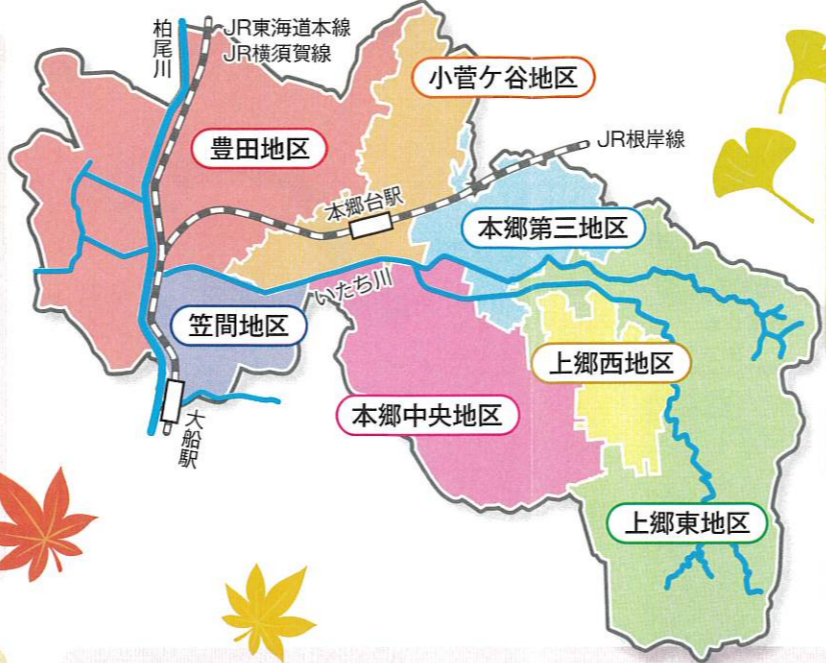 柏尾川
JR東海道本線
JR横須賀線
小菅ケ谷地区
豊田地区
JR根岸線
本郷台駅
本郷第三地区
いたち川
笠間地区
上郷西地区
本郷中央地区
大船駅
上郷東地区